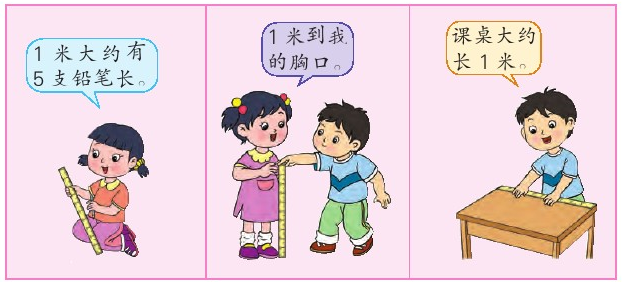 1 米大约有
5 支铅笔长。
1 米到我
的胸口。
课桌大约
长 1 米。